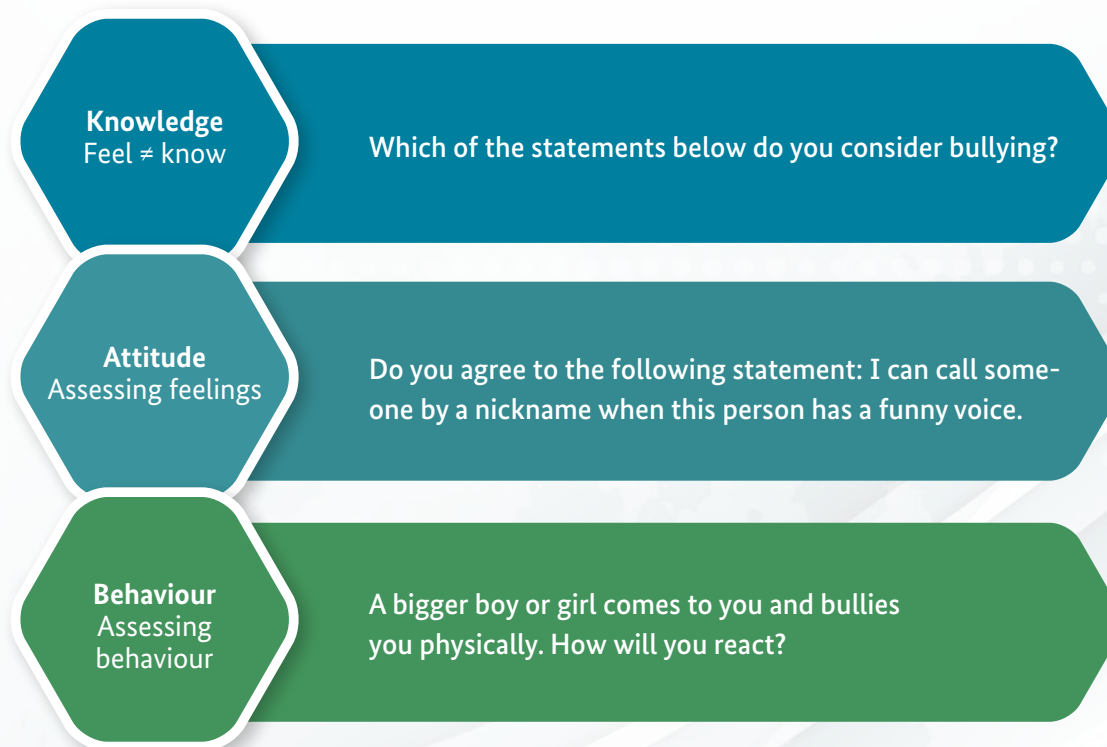 Knowledge
Feel ≠ know
Which of the statements below do you consider bullying?
Attitude
Assessing feelings
Do you agree to the following statement: I can call some-
one by a nickname when this person has a funny voice.
Behaviour
Assessing
behaviour
A bigger boy or girl comes to you and bullies
you physically. How will you react?